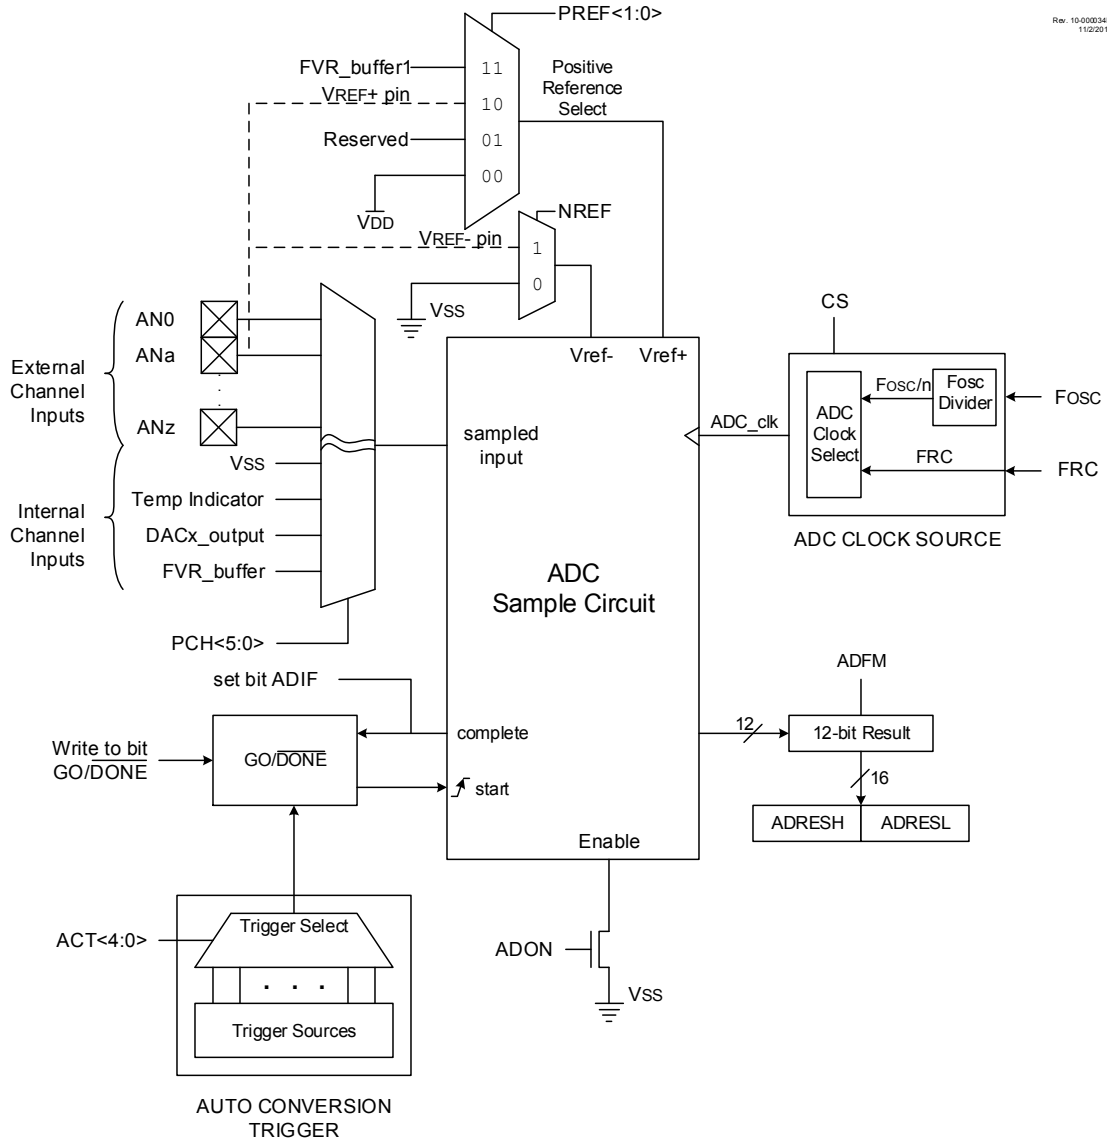 PREF<1:0>
Rev. 10-000034
11/2/201
FVR_buffer1
11
Positive
Reference
Select
VREF+ pin
10
Reserved
01
00
VDD
NREF
VREF- pin
1
0
VSS
External
Channel
Inputs
AN0
ANa
.
.
ANz
Vref-
Vref+
CS
ADC
Clock
Select
FOSC/n
Fosc
Divider
FOSC
FRC
FRC
ADC_clk
ADC CLOCK SOURCE
sampled
input
Internal
Channel
Inputs
VSS
Temp Indicator
DACx_output
FVR_buffer
PCH<5:0>
ADC
Sample Circuit
set bit ADIF
Write to bit
GO/DONE
GO/DONE
complete
start
ADFM
12
12-bit Result
16
ADRESH
ADRESL
Enable
ADON
VSS
ACT<4:0>
Trigger Select
. . .
Trigger Sources
AUTO CONVERSION
TRIGGER